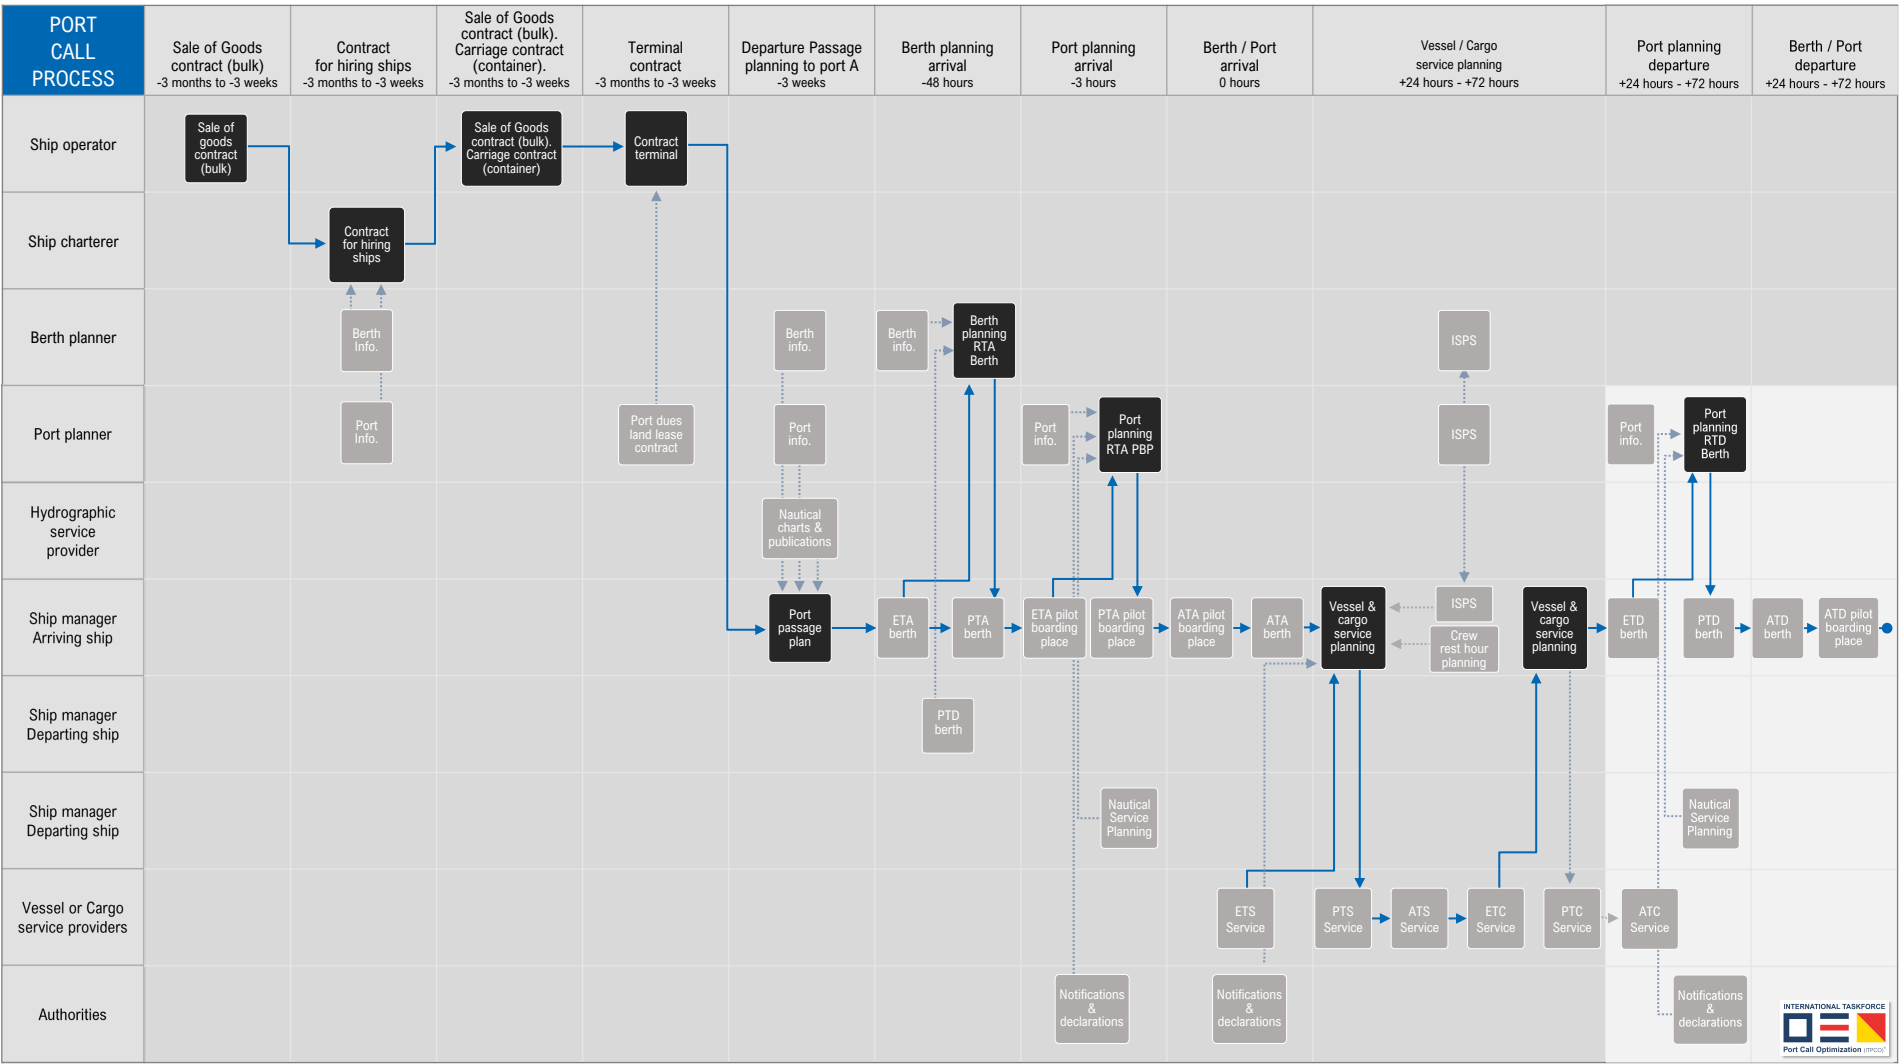 PORT
CALL
PROCESS
Sale of Goods
contract (bulk)
-3 months to -3 weeks
Contract
for hiring ships
-3 months to -3 weeks
Sale of Goods
contract (bulk).
Carriage contract
(container).
-3 months to -3 weeks
Terminal
contract
-3 months to -3 weeks
Departure Passage
planning to port A
-3 weeks
Berth planning
arrival
-48 hours
Port planning
arrival
-3 hours
Berth / Port
arrival
0 hours
Vessel / Cargo
service planning
+24 hours - +72 hours
Port planning
departure
+24 hours - +72 hours
Berth / Port
departure
+24 hours - +72 hours
Ship operator
Sale of
goods
contract
(bulk)
Sale of Goods
contract (bulk).
Carriage contract
(container)
Contract
terminal
Ship charterer
Contract
for hiring
ships
Berth planner
Berth
Info.
Berth
info.
Berth
info.
Berth
planning
RTA
Berth
ISPS
Port planner
Port
Info.
Port dues
land lease
contract
Port
info.
Port
info.
Port
planning
RTA PBP
ISPS
Port
info.
Port
planning
RTD
Berth
Hydrographic
service
provider
Nautical
charts &
publications
Ship manager
Arriving ship
Port
passage
plan
ETA
berth
PTA
berth
ETA pilot
boarding
place
PTA pilot
boarding
place
ATA pilot
boarding
place
ATA
berth
Vessel &
cargo
service
planning
ISPS
Crew
rest hour
planning
Vessel &
cargo
service
planning
ETD
berth
PTD
berth
ATD
berth
ATD pilot
boarding
place
Ship manager
Departing ship
PTD
berth
Ship manager
Departing ship
Nautical
Service
Planning
Nautical
Service
Planning
Vessel or Cargo
service providers
ETS
Service
PTS
Service
ATS
Service
ETC
Service
PTC
Service
ATC
Service
Authorities
Notifications
&
declarations
Notifications
&
declarations
Notifications
&
declarations
INTERNATIONAL TASKFORCE
Port Call Optimization (ITPCO)